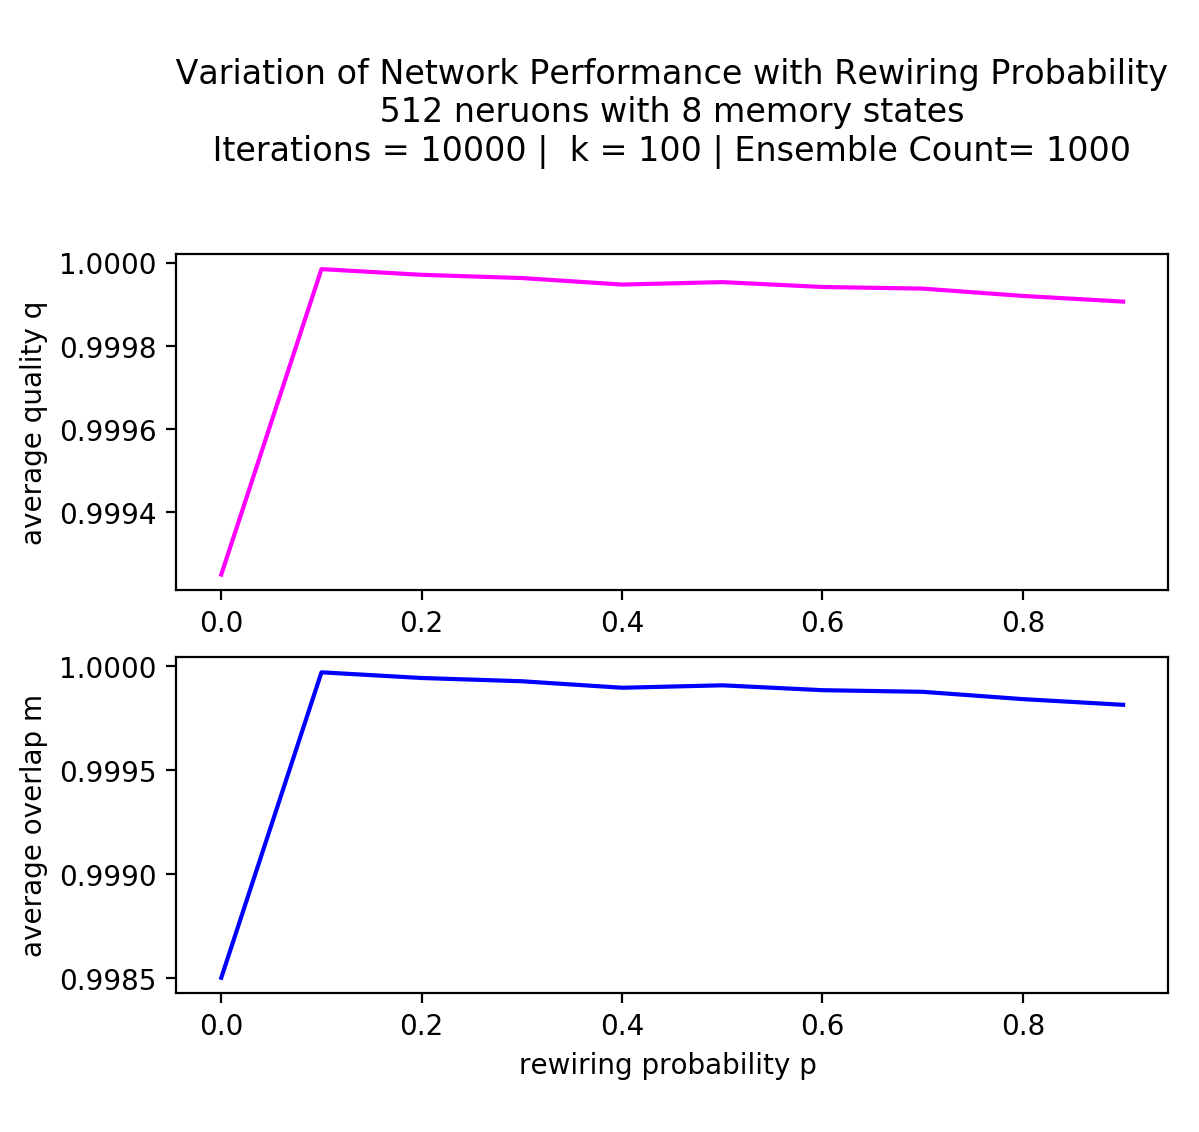 Variation of Network Performance with Rewiring Probability
512 neruons with 8 memory states
Iterations = 10000 |  k = 100 | Ensemble Count= 1000
average quality q
1.0000
0.9998
0.9996
0.9994
0.0 0.2 0.4 0.6 0.8
average overlap m
1.0000
0.9995
0.9990
0.9985
0.0 0.2 0.4 0.6 0.8
rewiring probability p